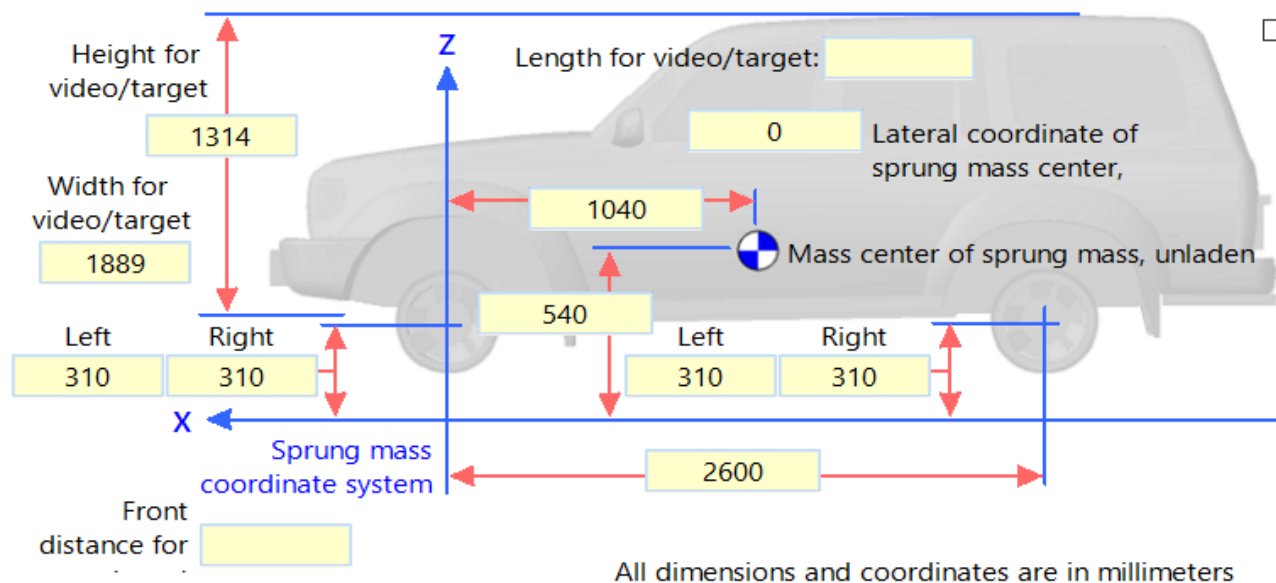 Height for
video/target
1314
Width for
video/target
1889
Z
Length for video/target:
0
Lateral coordinate of
sprung mass center,
1040
Mass center of sprung mass, unladen
540
Left Right
310 310
Left Right
310 310
X
Sprung mass
coordinate system
2600
Front
distance for
All dimensions and coordinates are in millimeters